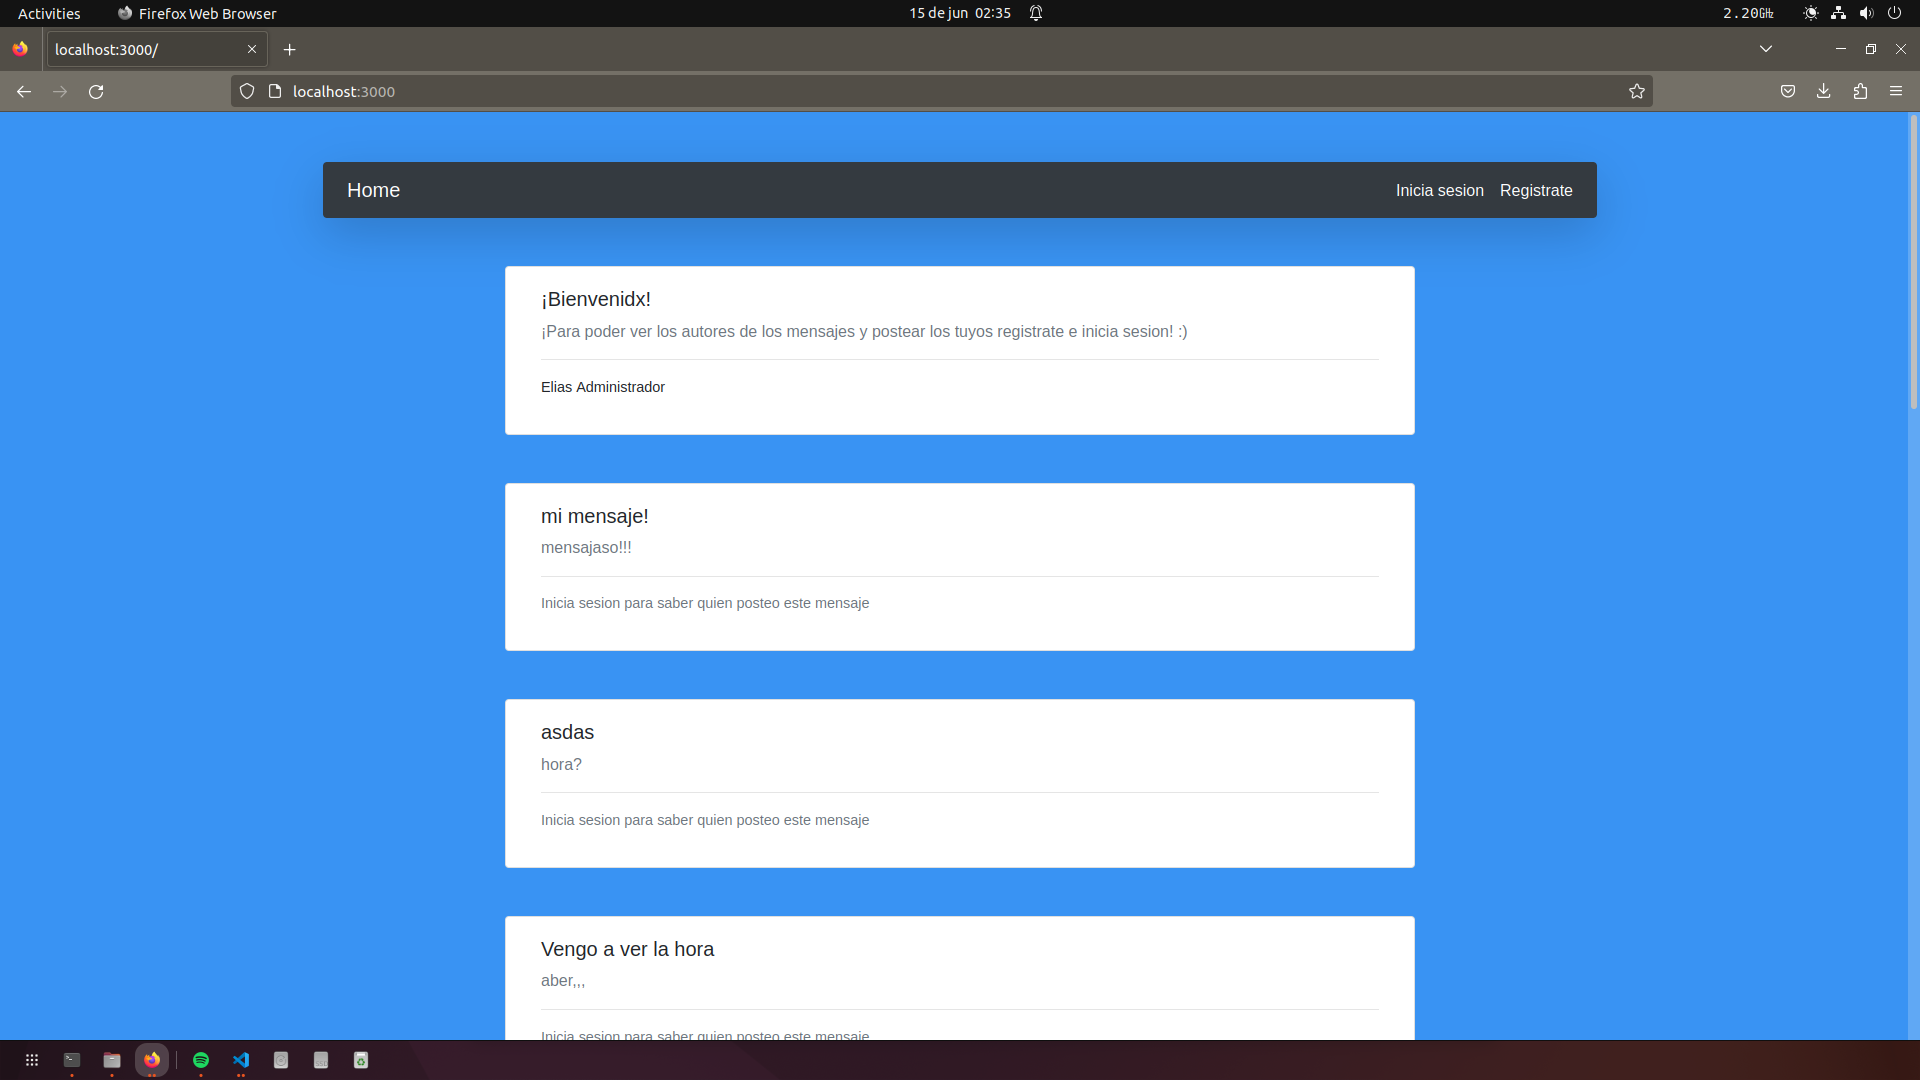 Activities
Firefox Web Browser
15 de jun 02:35
2.20GHz
localhost:3000/
localhost:3000
Home
Inicia sesion
Registrate
¡Bienvenidx!
¡Para poder ver los autores de los mensajes y postear los tuyos registrate e inicia sesion! :)
Elias Administrador
mi mensaje!
mensajaso!!!
Inicia sesion para saber quien posteo este mensaje
asdas
hora?
Inicia sesion para saber quien posteo este mensaje
Vengo a ver la hora
aber,,,
Inicia sesion para saber quien posteo este mensaje